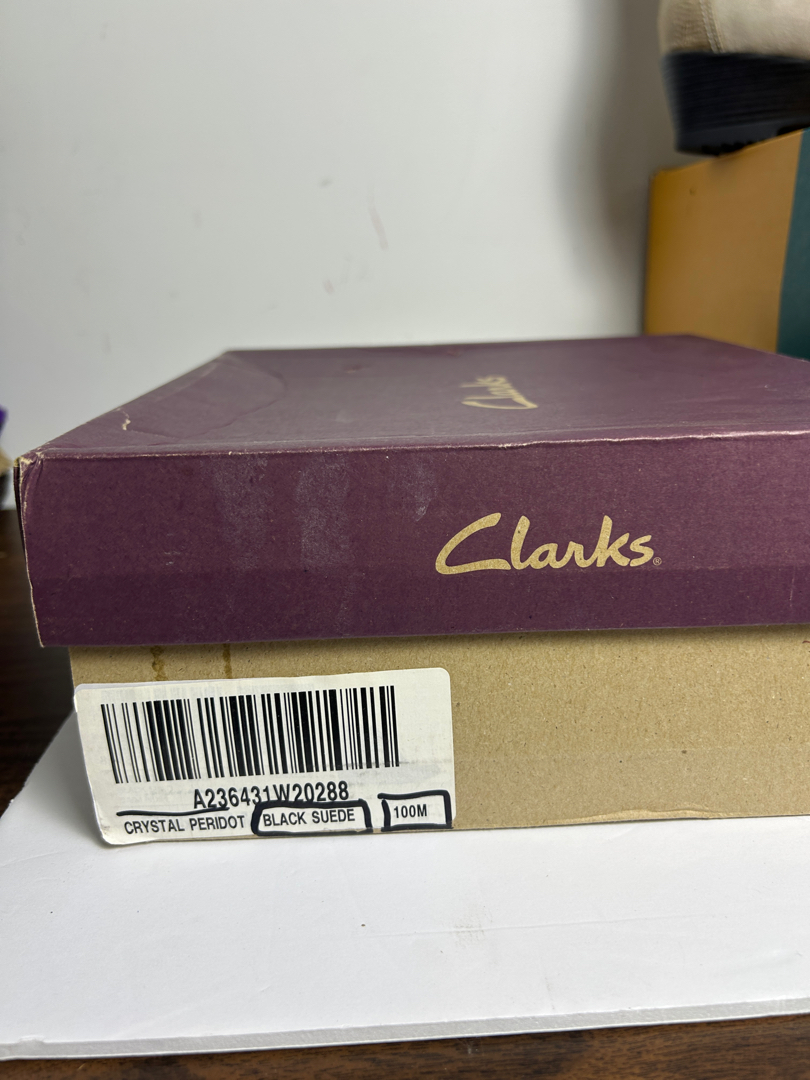 Clarks
Clarks®
A236431W20288
CRYSTAL PERIDOT BLACK SUEDE 100M